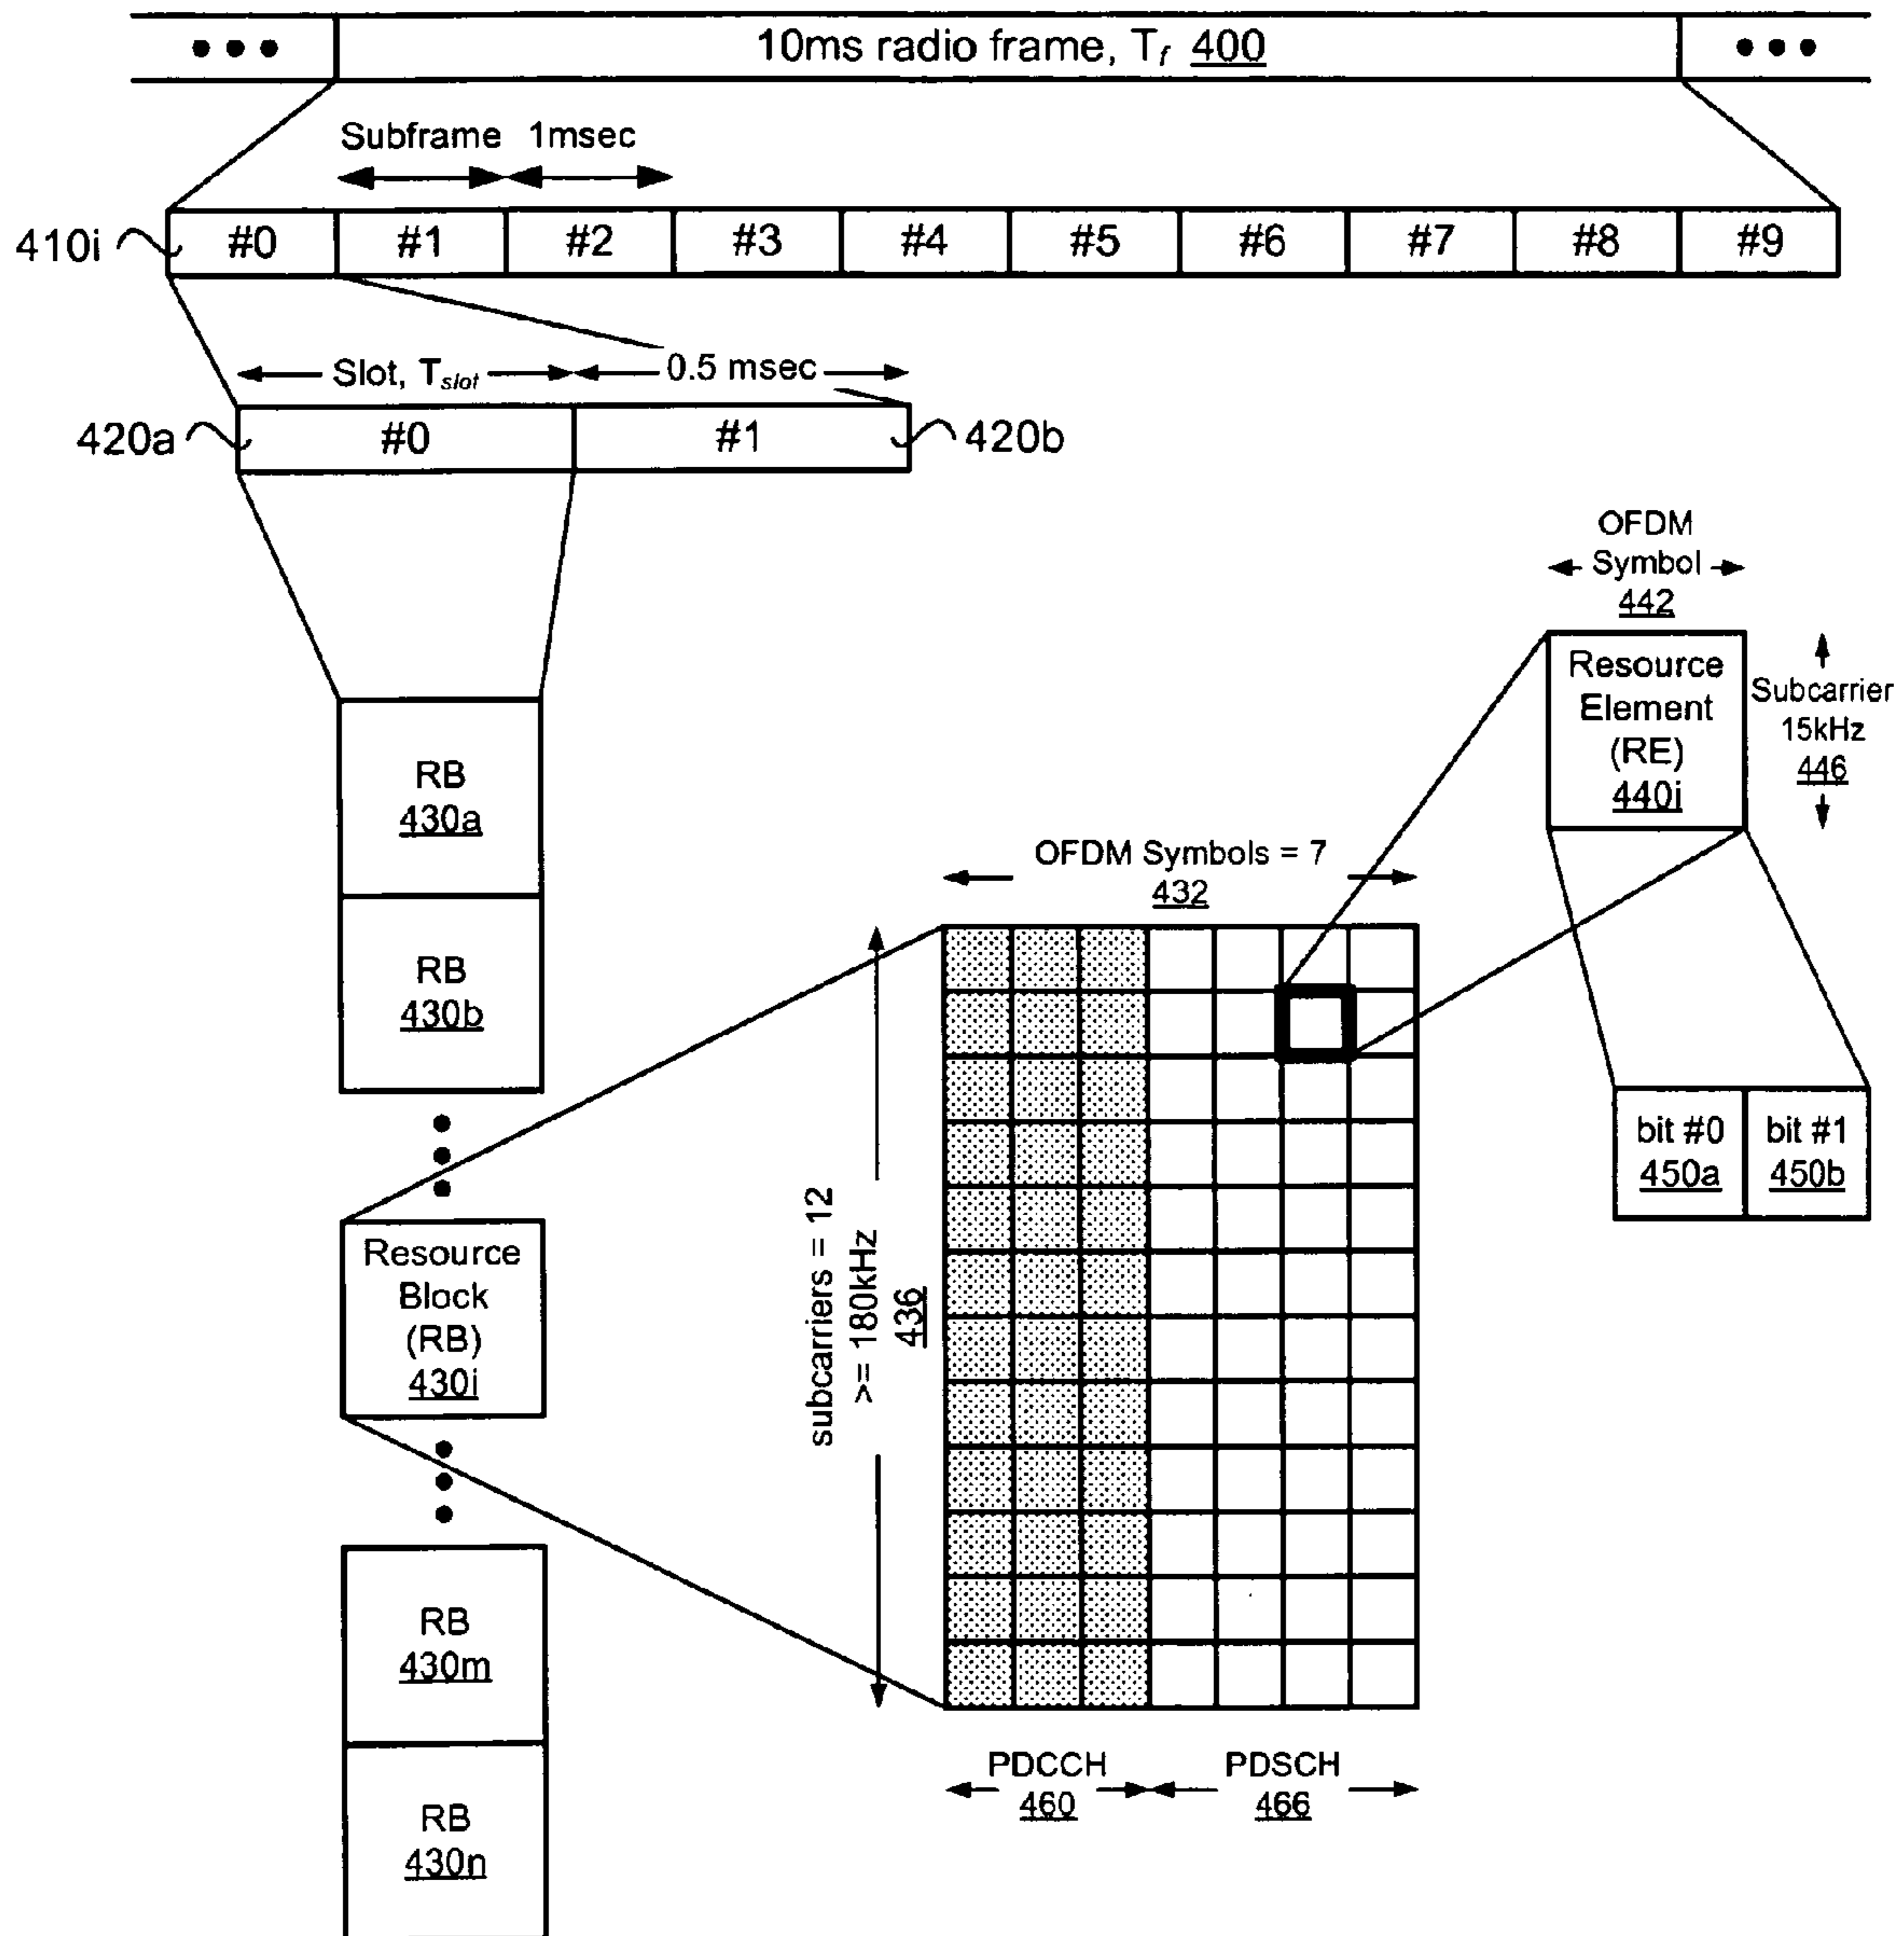 10ms radio frame, Tf 400
Subframe 1msec
410i
#0 #1 #2 #3 #4 #5 #6 #7 #8 #9
Slot, Tslot 0.5 msec
420a
#0 #1
420b
OFDM
Symbol
442
Resource
Element
(RE)
440i
Subcarrier
15kHz
446
RB
430a
RB
430b
OFDM Symbols = 7
432
subcarriers = 12
>= 180kHz
436
bit #0
450a
bit #1
450b
Resource
Block
(RB)
430i
RB
430m
RB
430n
PDCCH
460
PDSCH
466